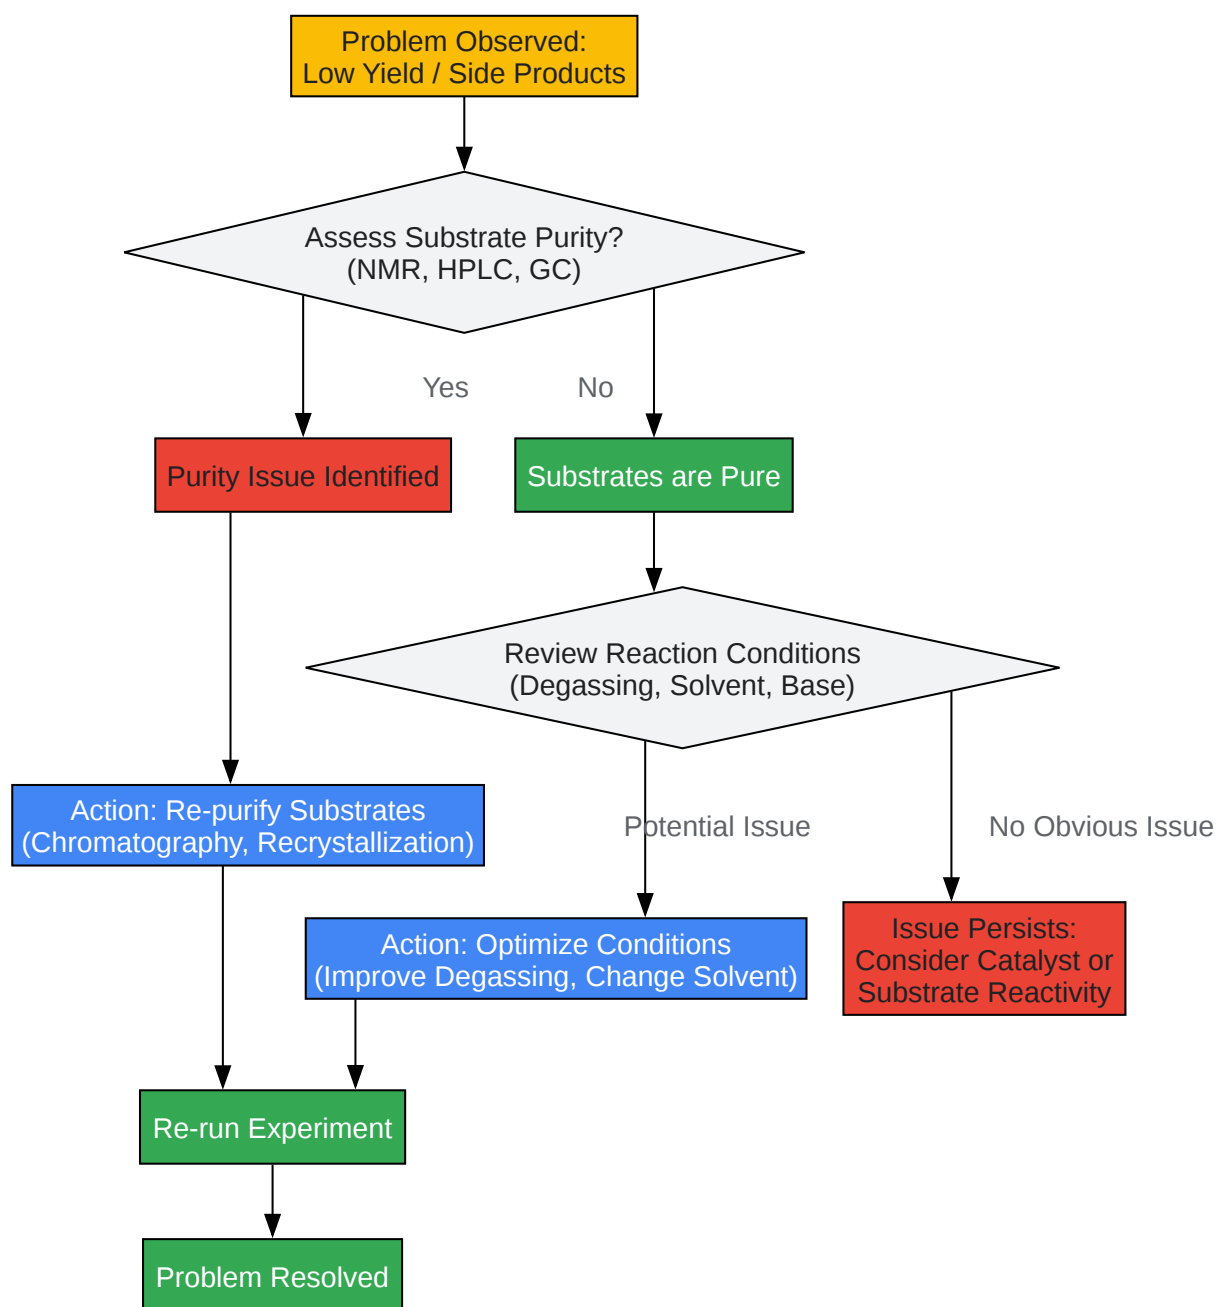 Problem Observed:
Low Yield / Side Products
Assess Substrate Purity?
(NMR, HPLC, GC)
Yes
No
Purity Issue Identified
Substrates are Pure
Review Reaction Conditions
(Degassing, Solvent, Base)
Action: Re-purify Substrates
(Chromatography, Recrystallization)
Potential Issue
No Obvious Issue
Action: Optimize Conditions
(Improve Degassing, Change Solvent)
Issue Persists:
Consider Catalyst or
Substrate Reactivity
Re-run Experiment
Problem Resolved